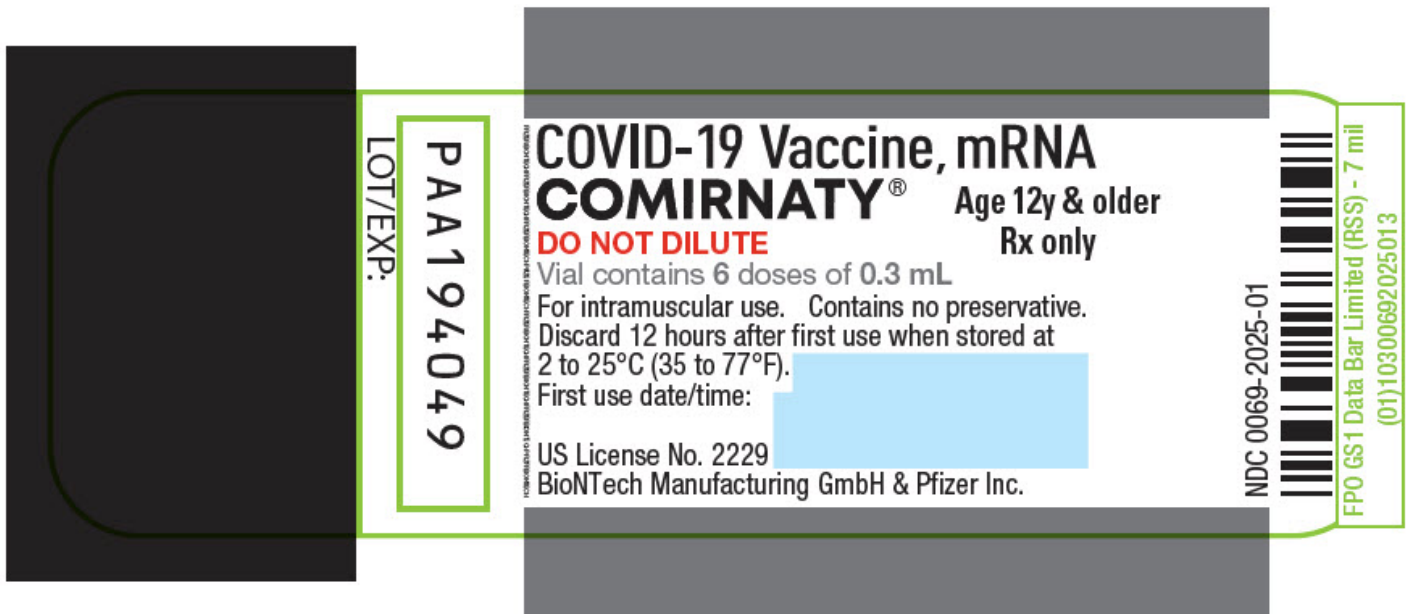 LOT/EXP:
PAA194049
COVID-19 Vaccine, mRNA
COMIRNATY® Age 12y & older
DO NOT DILUTE Rx only
Vial contains 6 doses of 0.3 mL
For intramuscular use. Contains no preservative.
Discard 12 hours after first use when stored at
2 to 25°C (35 to 77°F).
First use date/time:
US License No. 2229
BioNTech Manufacturing GmbH & Pfizer Inc.
NDC 0069-2025-01
FPO GS1 Data Bar Limited (RSS) - 7 mil
(01)10300692025013